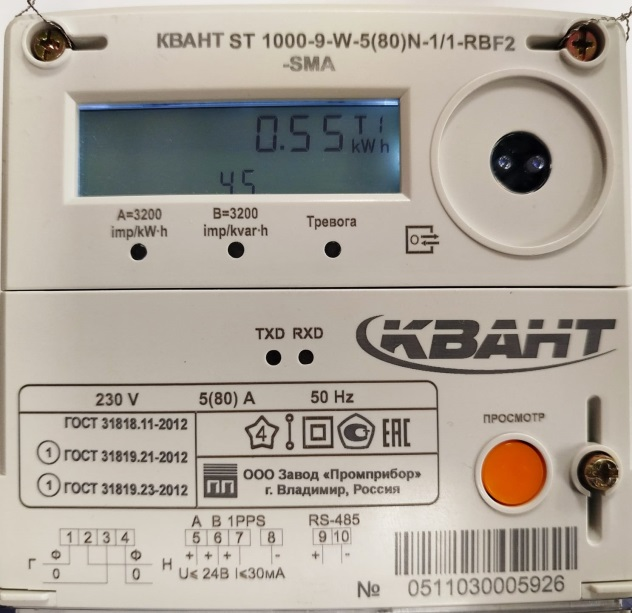 КВАНТ ST 1000-9-W-5(80)N-1/1-RBF2
-SMA
0.55 T1
kWh
45
A=3200
imp/kW·h
B=3200
imp/kvar·h
Тревога
TXD RXD
КВАНТ
230 V 5(80) A 50 Hz
ГОСТ 31818.11-2012
1 ГОСТ 31819.21-2012
1 ГОСТ 31819.23-2012
4 ЕАС
ПП ООО Завод «Промприбор»
г. Владимир, Россия
ПРОСМОТР
A B 1PPS RS-485
1 2 3 4 5 6 7 8 9 10
Г Ф Ф Н + + + - + -
0 0 U≤ 24В I≤30мА
№ 0511030005926